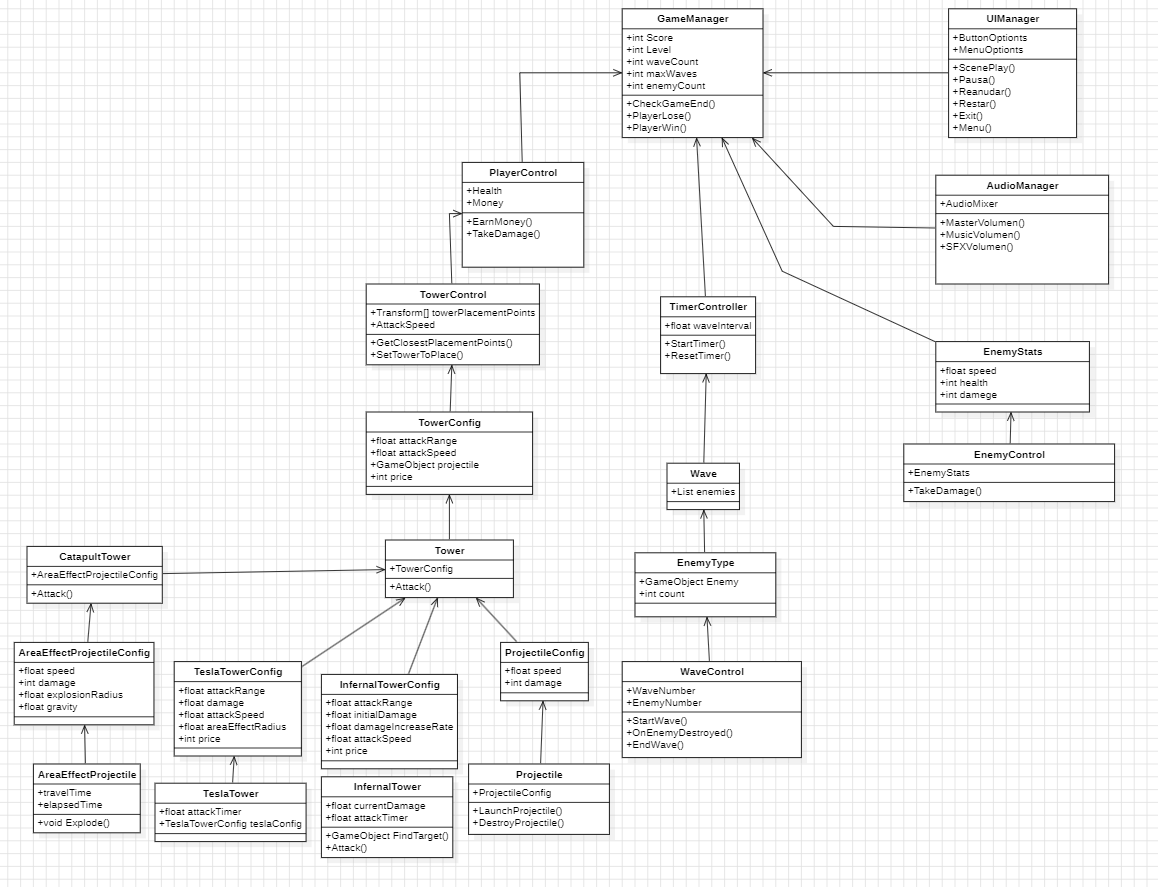 GameManager
+int Score
+int Level
+int waveCount
+int maxWaves
+int enemyCount
+CheckGameEnd()
+PlayerLose()
+PlayerWin()
UIManager
+ButtonOptionts
+MenuOptionts
+ScenePlay()
+Pausa()
+Reanudar()
+Restar()
+Exit()
+Menu()
PlayerControl
+Health
+Money
+EarnMoney()
+TakeDamage()
AudioManager
+AudioMixer
+MasterVolumen()
+MusicVolumen()
+SFXVolumen()
TowerControl
+Transform[] towerPlacementPoints
+AttackSpeed
+GetClosestPlacementPoints()
+SetTowerToPlace()
TimerController
+float waveInterval
+StartTimer()
+ResetTimer()
EnemyStats
+float speed
+int health
+int damege
TowerConfig
+float attackRange
+float attackSpeed
+GameObject projectile
+int price
EnemyControl
+EnemyStats
+TakeDamage()
Wave
+List enemies
CatapultTower
+AreaEffectProjectileConfig
+Attack()
Tower
+TowerConfig
+Attack()
EnemyType
+GameObject Enemy
+int count
AreaEffectProjectileConfig
+float speed
+int damage
+float explosionRadius
+float gravity
TeslaTowerConfig
+float attackRange
+float damage
+float attackSpeed
+float areaEffectRadius
+int price
InfernalTowerConfig
+float attackRange
+float initialDamage
+float damageIncreaseRate
+float attackSpeed
+int price
ProjectileConfig
+float speed
+int damage
WaveControl
+WaveNumber
+EnemyNumber
+StartWave()
+OnEnemyDestroyed()
+EndWave()
AreaEffectProjectile
+travelTime
+elapsedTime
+void Explode()
TeslaTower
+float attackTimer
+TeslaTowerConfig teslaConfig
InfernalTower
+float currentDamage
+float attackTimer
+GameObject FindTarget()
+Attack()
Projectile
+ProjectileConfig
+LaunchProjectile()
+DestroyProjectile()